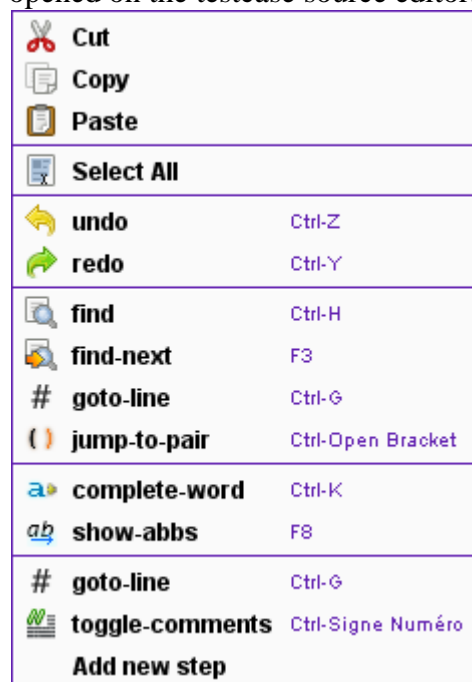 opened on the testcase source editor
Cut
Copy
Paste
Select All
undo Ctrl-Z
redo Ctrl-Y
find Ctrl-H
find-next F3
# goto-line Ctrl-G
( ) jump-to-pair Ctrl-Open Bracket
a complete-word Ctrl-K
ab show-abbs F8
# goto-line Ctrl-G
toggle-comments Ctrl-Signe Numéro
Add new step